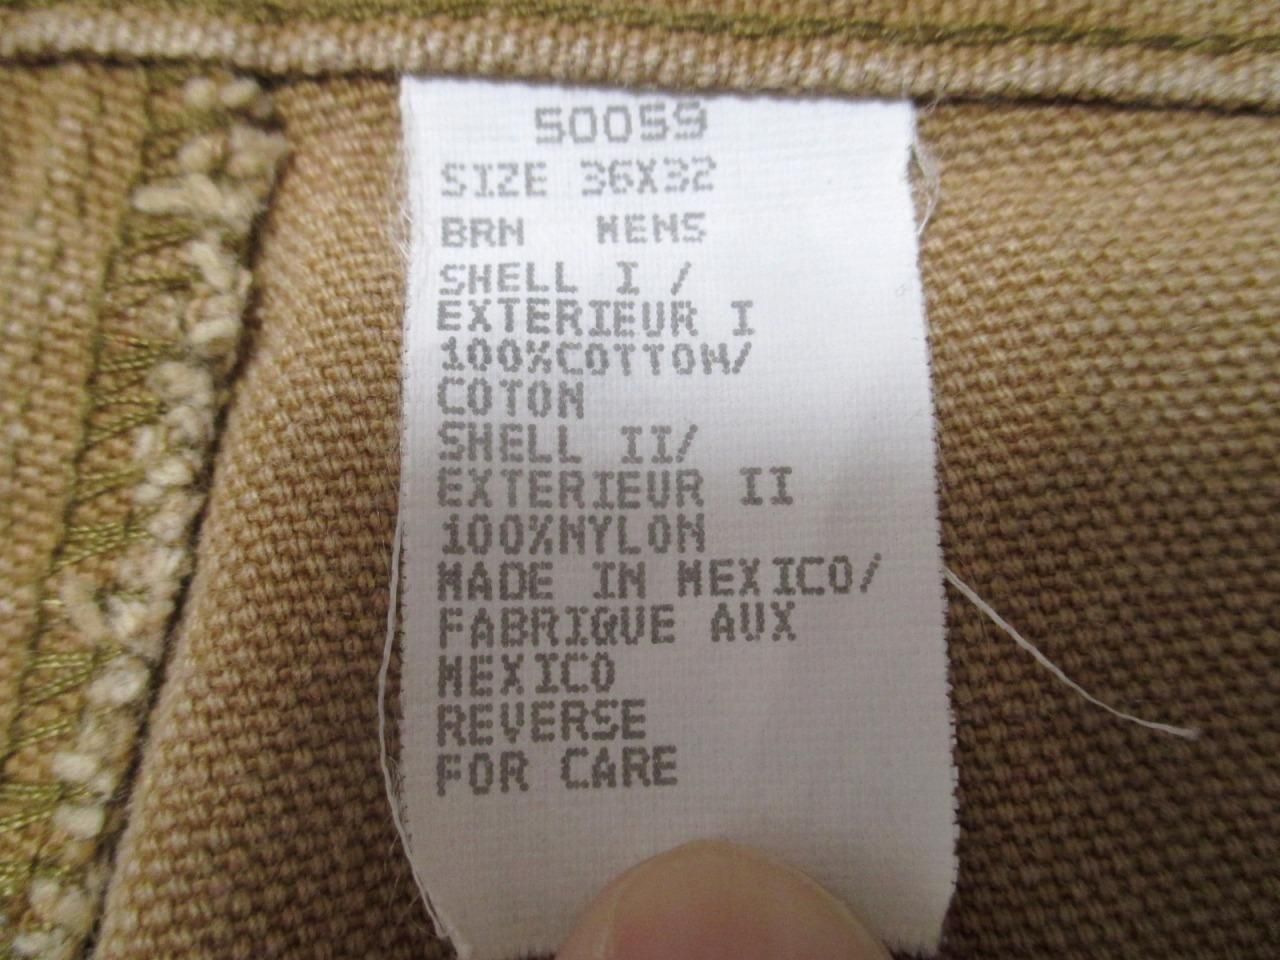 50059
SIZE 36X32
BRN MENS
SHELL I /
EXTERIEUR I
100%COTTON/
COTON
SHELL II/
EXTERIEUR II
100%NYLON
MADE IN MEXICO/
FABRIQUE AUX
MEXICO
REVERSE
FOR CARE